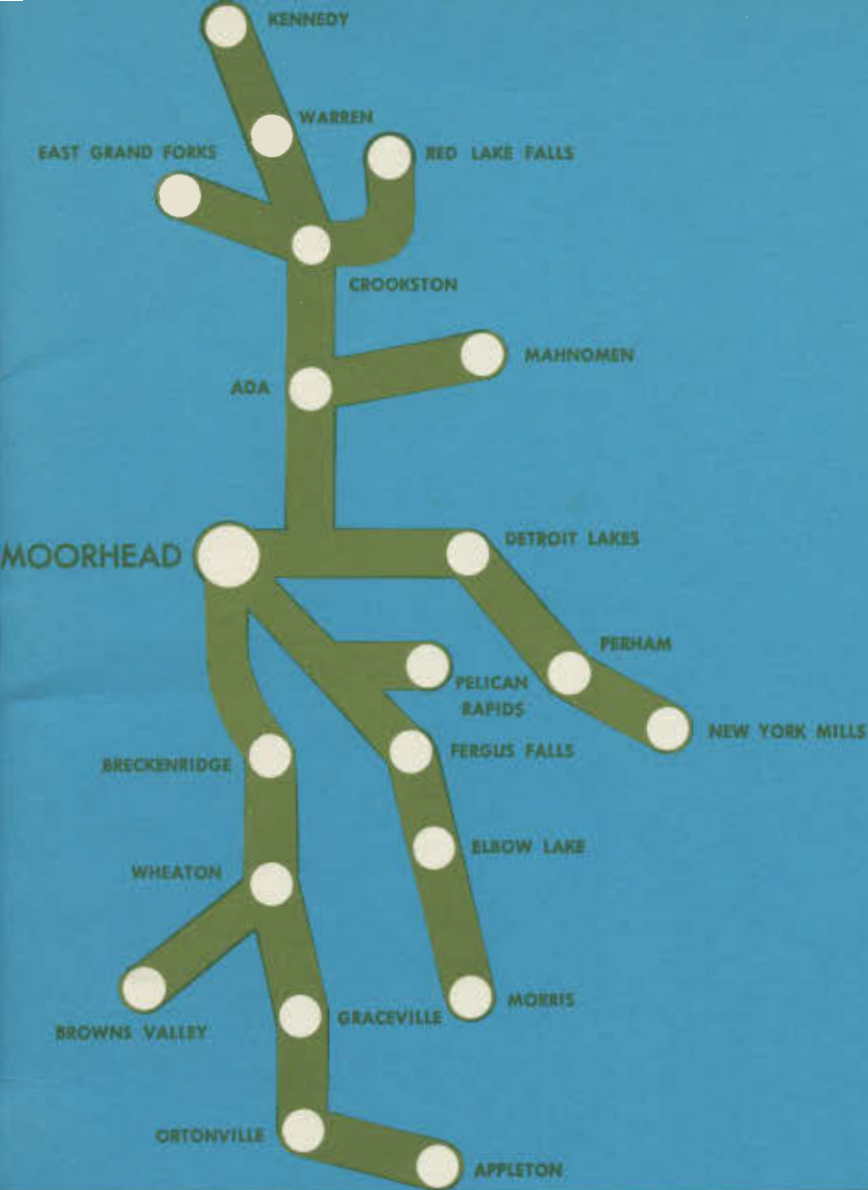 KENNEDY
WARREN
EAST GRAND FORKS
RED LAKE FALLS
CROOKSTON
MAHNOMEN
ADA
DETROIT LAKES
MOORHEAD
PERHAM
PELICAN
RAPIDS
NEW YORK MILLS
FERGUS FALLS
BRECKENRIDGE
ELBOW LAKE
WHEATON
MORRIS
GRACEVILLE
BROWNS VALLEY
ORTONVILLE
APPLETON